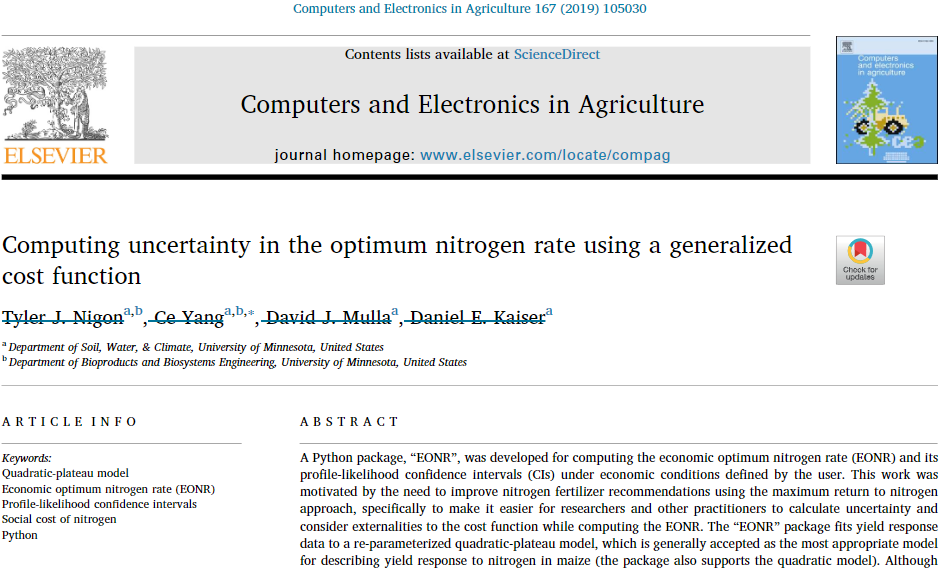 Computers and Electronics in Agriculture 167 (2019) 105030
Contents lists available at ScienceDirect
Computers and electronics in agriculture
Computers and Electronics in Agriculture
ELSEVIER
journal homepage: www.elsevier.com/locate/compag
cea
Computing uncertainty in the optimum nitrogen rate using a generalized
cost function
Check for
updates
Tyler J. Nigon a,b, Ce Yang a,b,*, David J. Mulla a, Daniel E. Kaiser a
a Department of Soil, Water, & Climate, University of Minnesota, United States
b Department of Bioproducts and Biosystems Engineering, University of Minnesota, United States
ARTICLE INFO
Keywords:
Quadratic-plateau model
Economic optimum nitrogen rate (EONR)
Profile-likelihood confidence intervals
Social cost of nitrogen
Python
ABSTRACT
A Python package, “EONR”, was developed for computing the economic optimum nitrogen rate (EONR) and its
profile-likelihood confidence intervals (CIs) under economic conditions defined by the user. This work was
motivated by the need to improve nitrogen fertilizer recommendations using the maximum return to nitrogen
approach, specifically to make it easier for researchers and other practitioners to calculate uncertainty and
consider externalities to the cost function while computing the EONR. The “EONR” package fits yield response
data to a re-parameterized quadratic-plateau model, which is generally accepted as the most appropriate model
for describing yield response to nitrogen in maize (the package also supports the quadratic model). Although